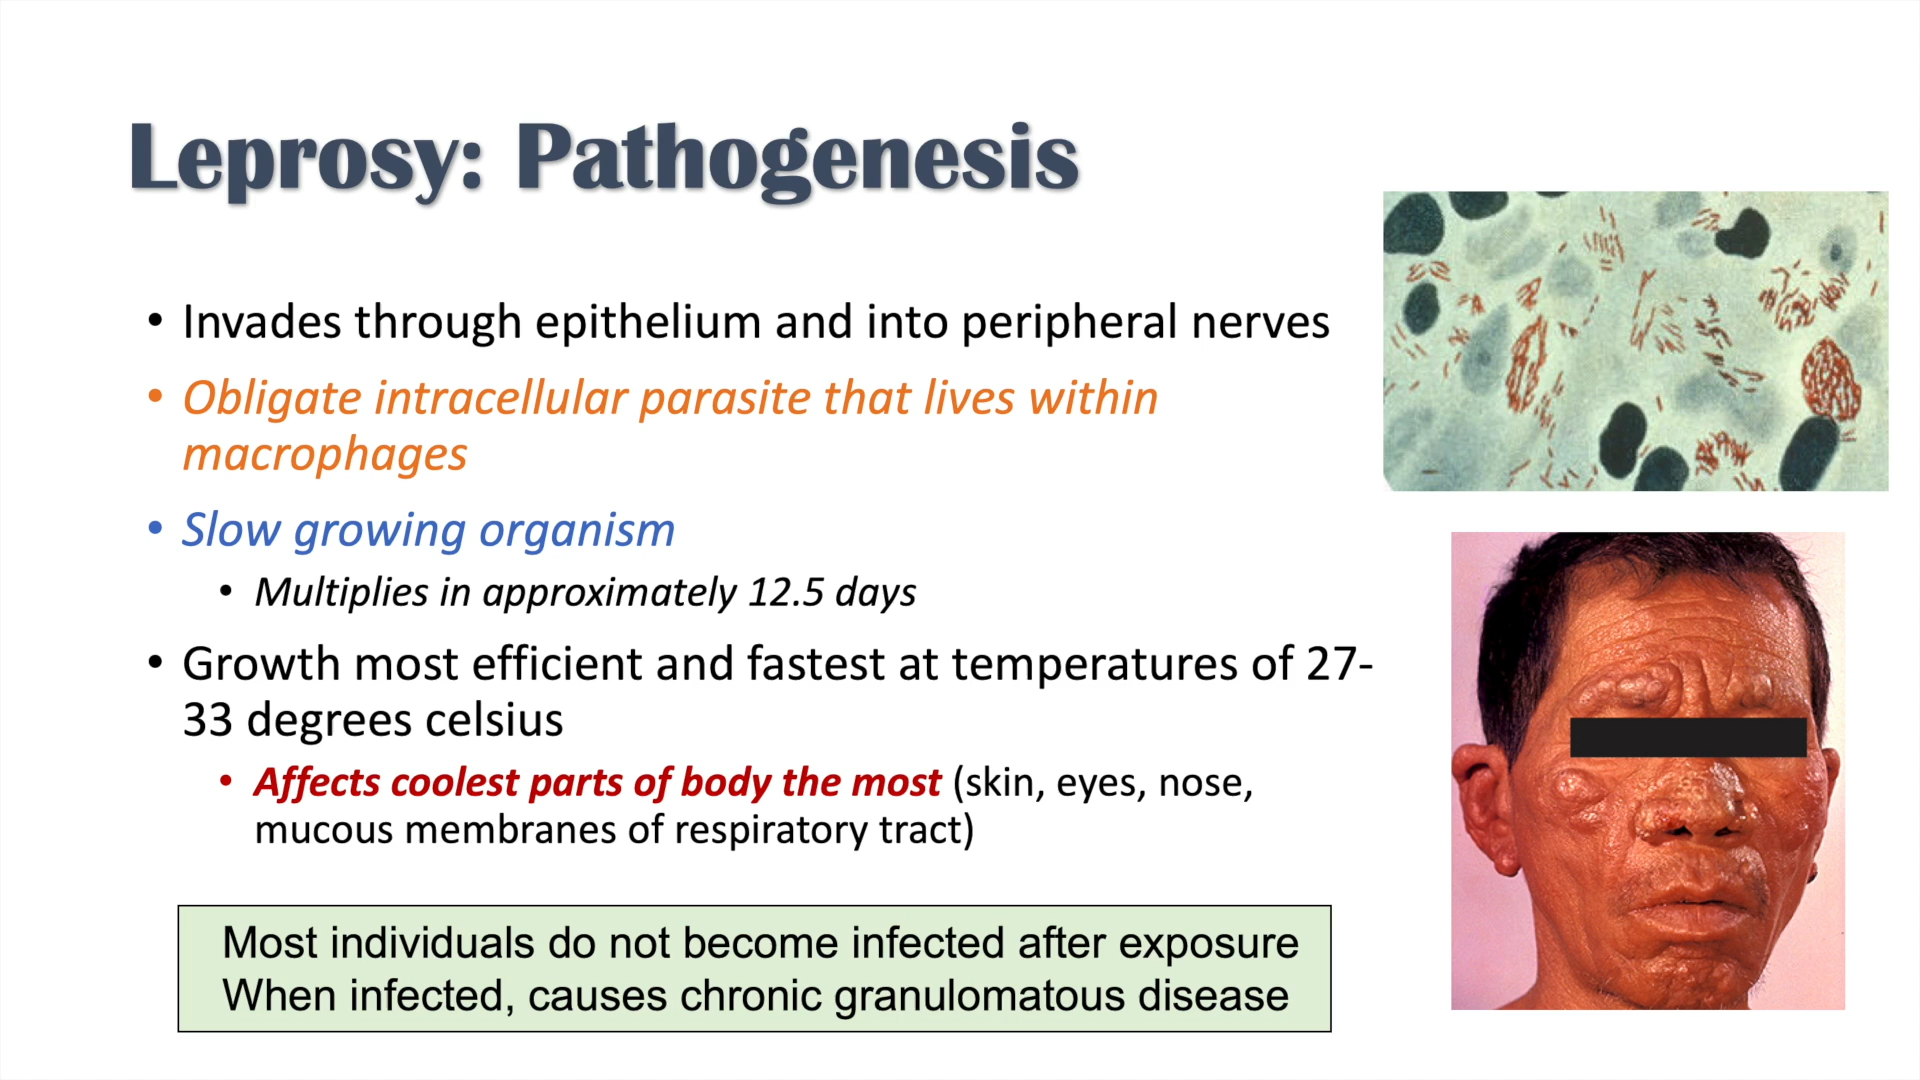 Leprosy: Pathogenesis
• Invades through epithelium and into peripheral nerves
• Obligate intracellular parasite that lives within
macrophages
• Slow growing organism
• Multiplies in approximately 12.5 days
• Growth most efficient and fastest at temperatures of 27-
33 degrees celsius
• Affects coolest parts of body the most (skin, eyes, nose,
mucous membranes of respiratory tract)
Most individuals do not become infected after exposure
When infected, causes chronic granulomatous disease